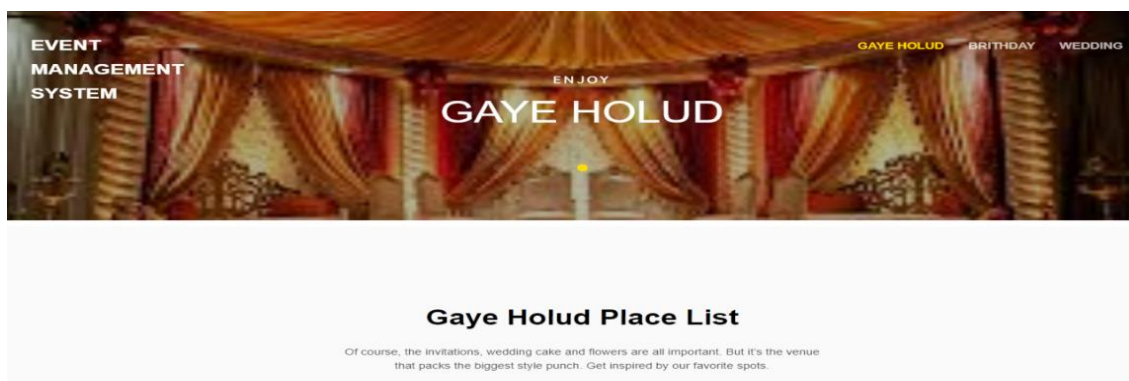 EVENT
MANAGEMENT
SYSTEM
GAYE HOLUD BRITHDAY WEDDING
ENJOY
GAYE HOLUD
Gaye Holud Place List
Of course, the invitations, wedding cake and flowers are all important. But it's the venue
that packs the biggest style punch. Get inspired by our favorite spots.